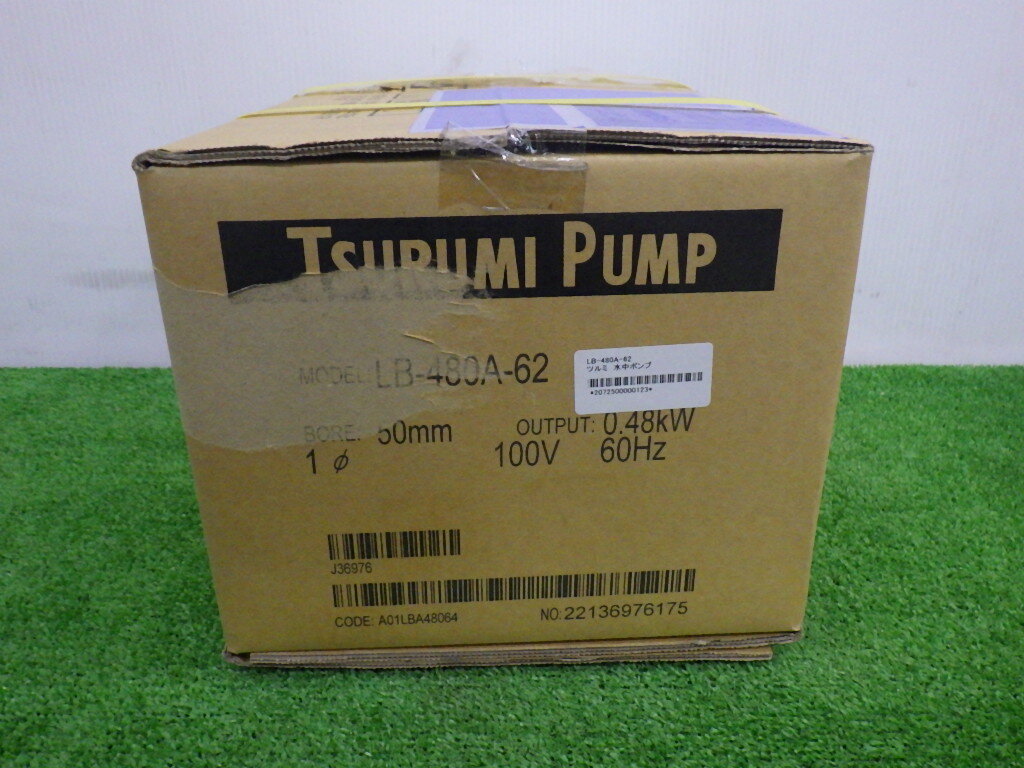 TSURUMI PUMP
MODEL: LB-480A-62
LB-480A-62
ツルミ 水中ポンプ
*2072500000123*
BORE: 50mm OUTPUT: 0.48kW
1 ϕ 100V 60Hz
J36976
CODE: A01LBA48064 NO: 22136976175